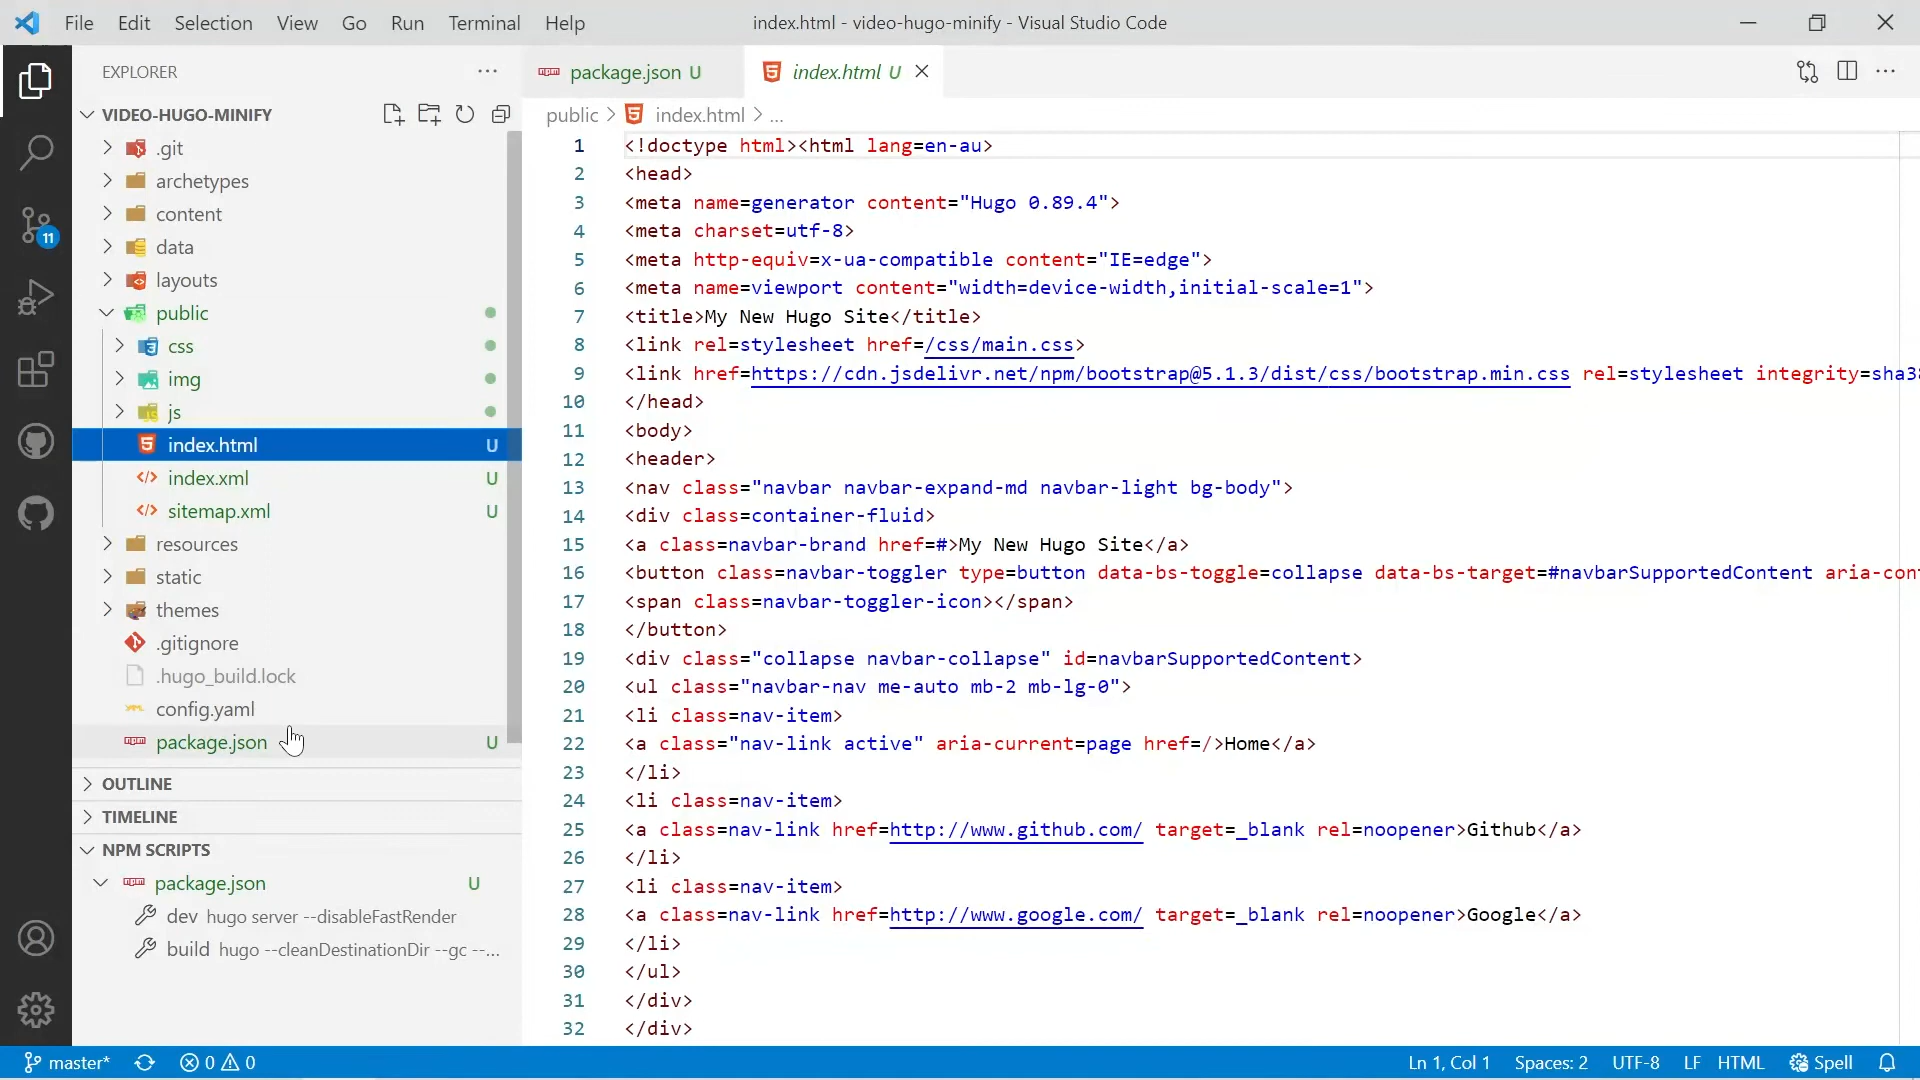 File Edit Selection View Go Run Terminal Help
index.html - video-hugo-minify - Visual Studio Code
EXPLORER
VIDEO-HUGO-MINIFY
.git
archetypes
content
data
layouts
public
css
img
js
index.html U
index.xml U
sitemap.xml U
resources
static
themes
.gitignore
.hugo_build.lock
config.yaml
package.json U
OUTLINE
TIMELINE
NPM SCRIPTS
package.json U
dev hugo server --disableFastRender
build hugo --cleanDestinationDir --gc --...
11
package.json U
index.html U
public > index.html > ...
1 <!doctype html><html lang=en-au>
2 <head>
3 <meta name=generator content="Hugo 0.89.4">
4 <meta charset=utf-8>
5 <meta http-equiv=x-ua-compatible content="IE=edge">
6 <meta name=viewport content="width=device-width,initial-scale=1">
7 <title>My New Hugo Site</title>
8 <link rel=stylesheet href=/css/main.css>
9 <link href=https://cdn.jsdelivr.net/npm/bootstrap@5.1.3/dist/css/bootstrap.min.css rel=stylesheet integrity=sha38
10 </head>
11 <body>
12 <header>
13 <nav class="navbar navbar-expand-md navbar-light bg-body">
14 <div class=container-fluid>
15 <a class=navbar-brand href=#>My New Hugo Site</a>
16 <button class=navbar-toggler type=button data-bs-toggle=collapse data-bs-target=#navbarSupportedContent aria-con
17 <span class=navbar-toggler-icon></span>
18 </button>
19 <div class="collapse navbar-collapse" id=navbarSupportedContent>
20 <ul class="navbar-nav me-auto mb-2 mb-lg-0">
21 <li class=nav-item>
22 <a class="nav-link active" aria-current=page href=/>Home</a>
23 </li>
24 <li class=nav-item>
25 <a class=nav-link href=http://www.github.com/ target=_blank rel=noopener>Github</a>
26 </li>
27 <li class=nav-item>
28 <a class=nav-link href=http://www.google.com/ target=_blank rel=noopener>Google</a>
29 </li>
30 </ul>
31 </div>
32 </div>
master* 0 0
Ln 1, Col 1 Spaces: 2 UTF-8 LF HTML Spell